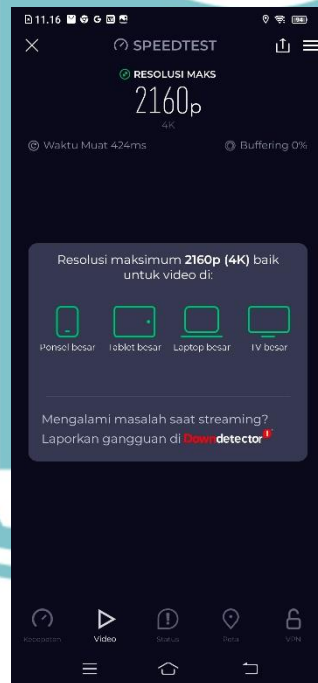 11.16
94
SPEEDTEST
RESOLUSI MAKS
2160p
4K
Waktu Muat 424ms
Buffering 0%
Resolusi maksimum 2160p (4K) baik
untuk video di:
Ponsel besar
Tablet besar
Laptop besar
TV besar
Mengalami masalah saat streaming?
Laporkan gangguan di Downdetector
Kecepatan
Video
Status
Peta
VPN